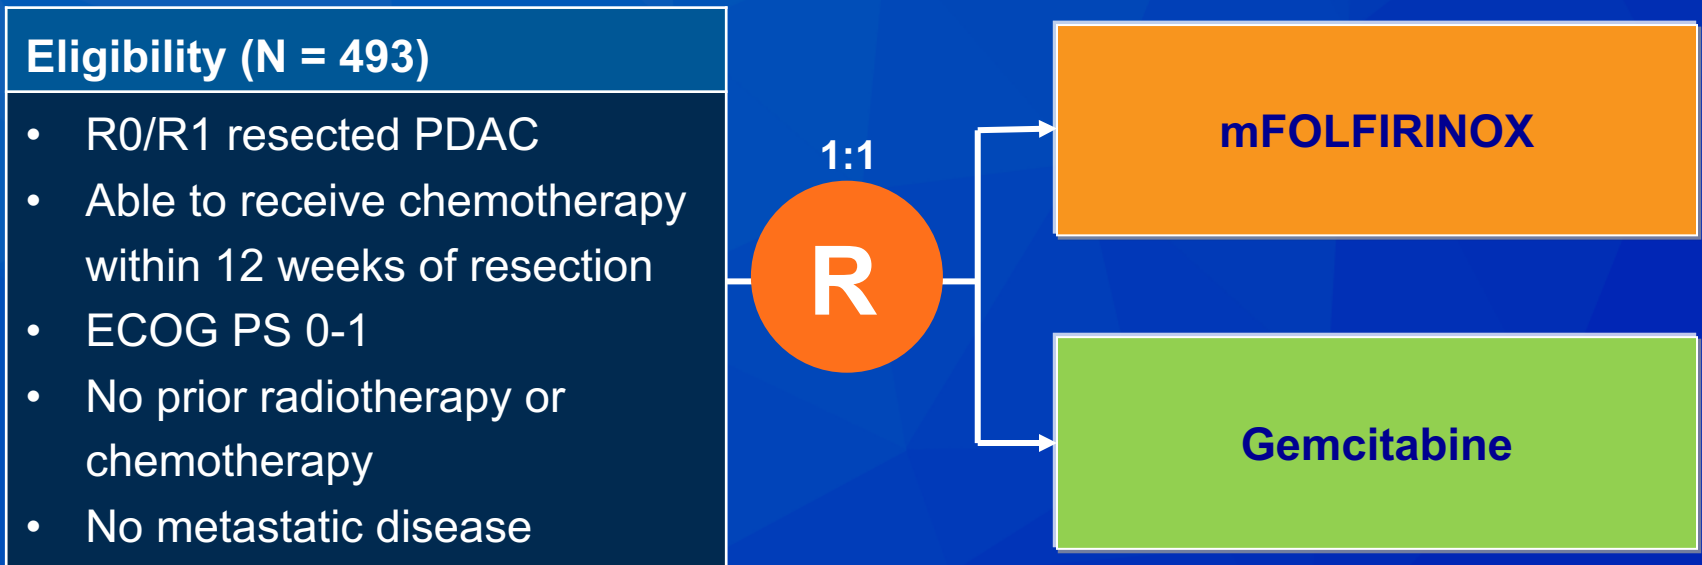 Eligibility (N = 493)
• R0/R1 resected PDAC
• Able to receive chemotherapy
within 12 weeks of resection
• ECOG PS 0-1
• No prior radiotherapy or
chemotherapy
• No metastatic disease
1:1
R
mFOLFIRINOX
Gemcitabine